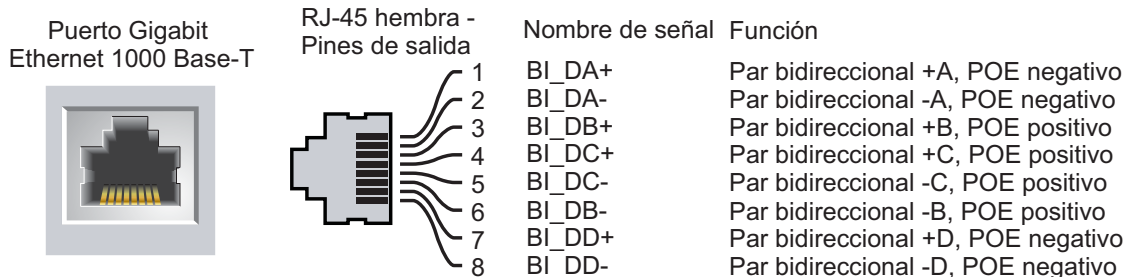 Puerto Gigabit
Ethernet 1000 Base-T
RJ-45 hembra -
Pines de salida
Nombre de señal Función
1 BI_DA+ Par bidireccional +A, POE negativo
2 BI_DA- Par bidireccional -A, POE negativo
3 BI_DB+ Par bidireccional +B, POE positivo
4 BI_DC+ Par bidireccional +C, POE positivo
5 BI_DC- Par bidireccional -C, POE positivo
6 BI_DB- Par bidireccional -B, POE positivo
7 BI_DD+ Par bidireccional +D, POE negativo
8 BI_DD- Par bidireccional -D, POE negativo